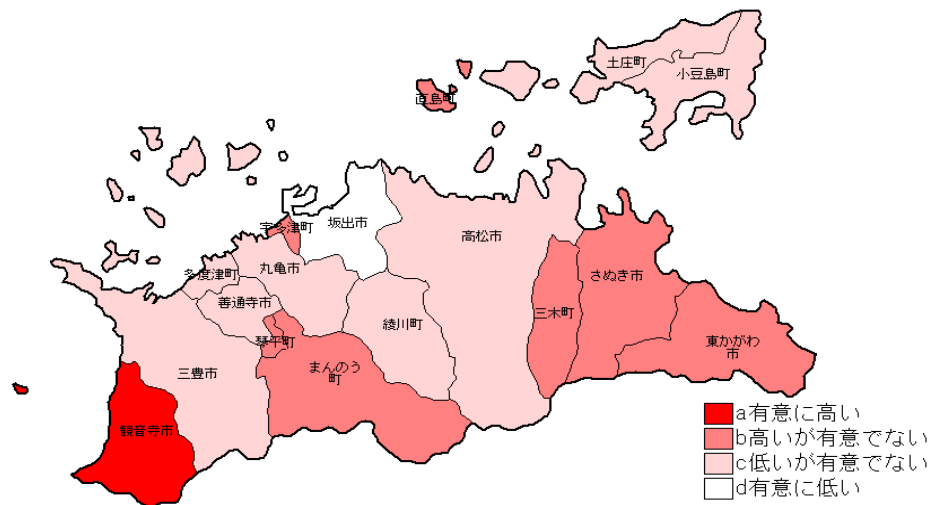 土庄町
小豆島町
直島町
宇多津町
坂出市
高松市
丸亀市
多度津町
さぬき市
善通寺市
三木町
綾川町
琴平町
まんのう
町
東かがわ
市
三豊市
観音寺市
a有意に高い
b高いが有意でない
c低いが有意でない
d有意に低い